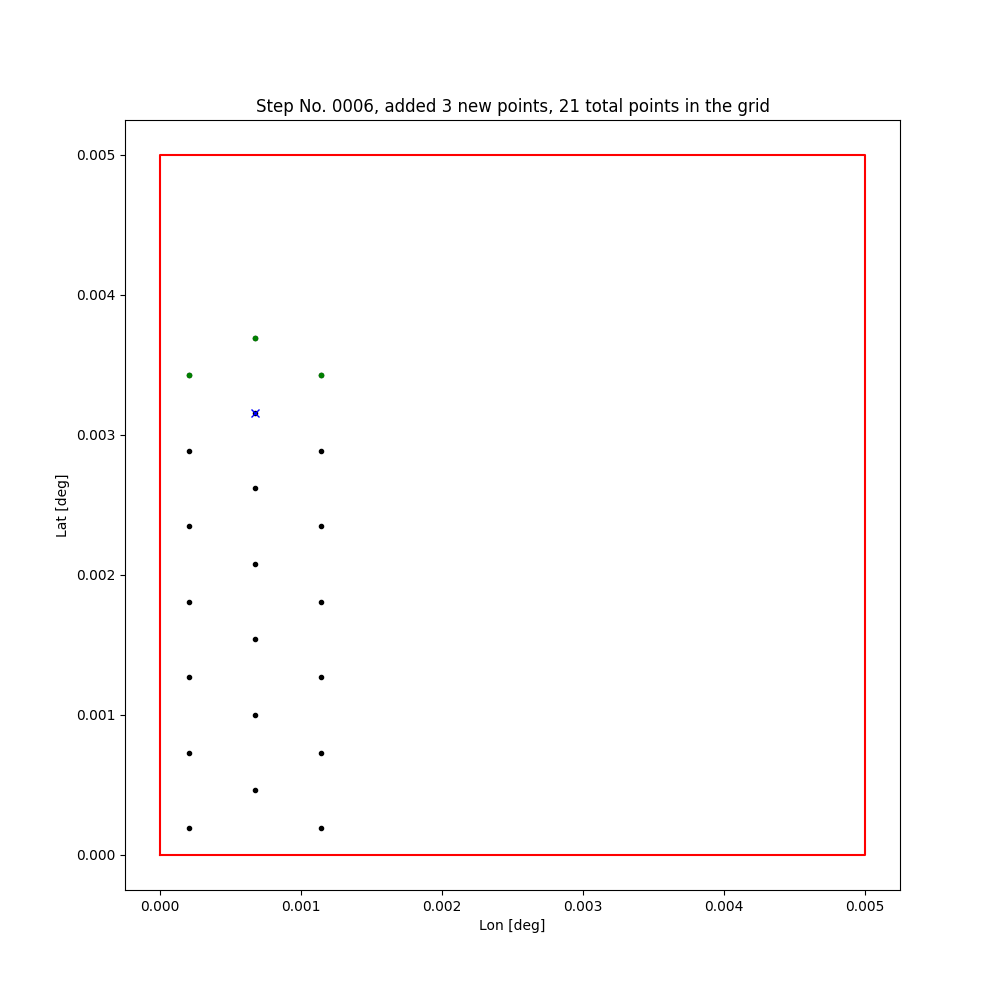 Step No. 0006, added 3 new points, 21 total points in the grid
0.005
0.004
0.003
0.002
0.001
0.000
Lat [deg]
0.000 0.001 0.002 0.003 0.004 0.005
Lon [deg]